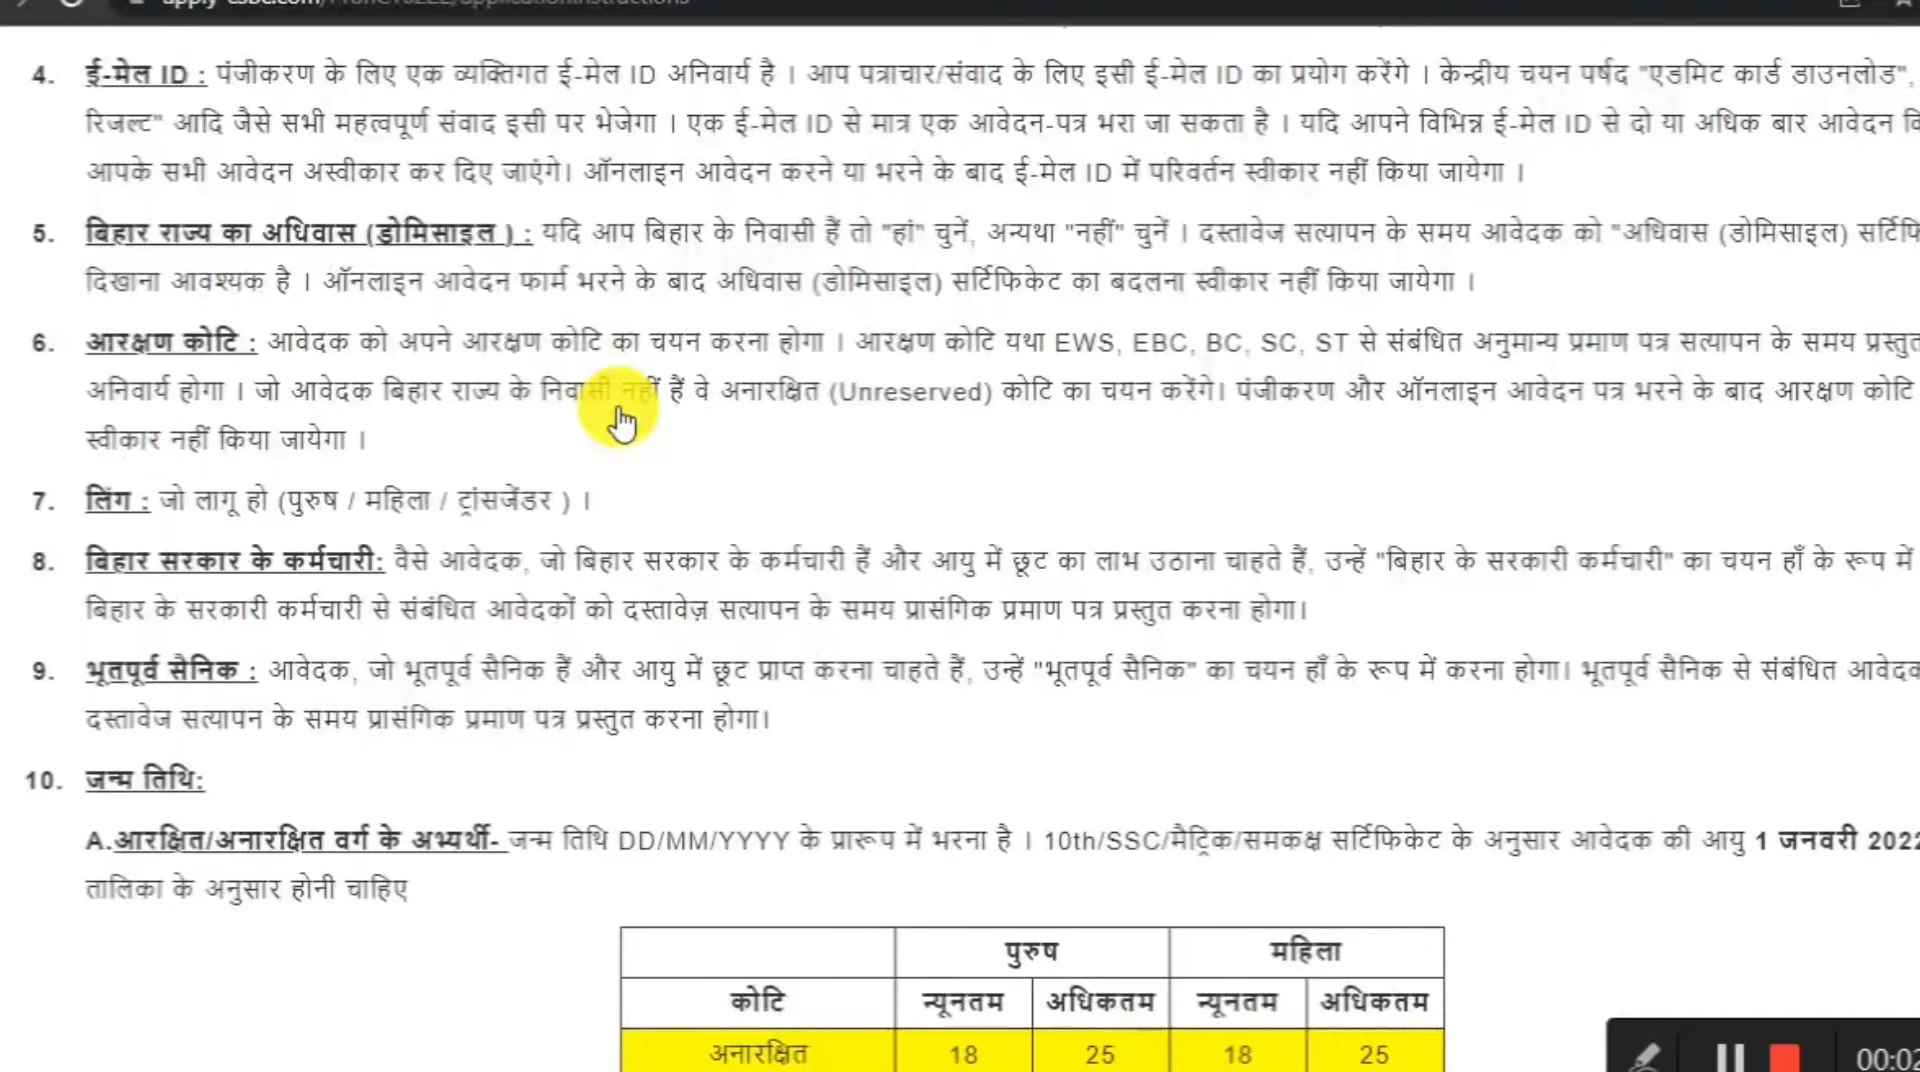 4. ई-मेल ID : पंजीकरण के लिए एक व्यक्तिगत ई-मेल ID अनिवार्य है । आप पत्राचार/संवाद के लिए इसी ई-मेल ID का प्रयोग करेंगे । केन्द्रीय चयन पर्षद "एडमिट कार्ड डाउनलोड",
रिजल्ट" आदि जैसे सभी महत्वपूर्ण संवाद इसी पर भेजेगा । एक ई-मेल ID से मात्र एक आवेदन-पत्र भरा जा सकता है । यदि आपने विभिन्न ई-मेल ID से दो या अधिक बार आवेदन
आपके सभी आवेदन अस्वीकार कर दिए जाएंगे। ऑनलाइन आवेदन करने या भरने के बाद ई-मेल ID में परिवर्तन स्वीकार नहीं किया जायेगा ।
5. बिहार राज्य का अधिवास (डोमिसाइल ) : यदि आप बिहार के निवासी हैं तो "हां" चुनें, अन्यथा "नहीं" चुनें । दस्तावेज सत्यापन के समय आवेदक को "अधिवास (डोमिसाइल)
दिखाना आवश्यक है । ऑनलाइन आवेदन फार्म भरने के बाद अधिवास (डोमिसाइल) सर्टिफिकेट का बदलना स्वीकार नहीं किया जायेगा ।
6. आरक्षण कोटि : आवेदक को अपने आरक्षण कोटि का चयन करना होगा । आरक्षण कोटि यथा EWS, EBC, BC, SC, ST से संबंधित अनुमान्य प्रमाण पत्र सत्यापन के समय प्रस्तुत
अनिवार्य होगा । जो आवेदक बिहार राज्य के निवासी नहीं हैं वे अनारक्षित (Unreserved) कोटि का चयन करेंगे। पंजीकरण और ऑनलाइन आवेदन पत्र भरने के बाद आरक्षण कोटि
स्वीकार नहीं किया जायेगा ।
7. लिंग : जो लागू हो (पुरुष / महिला / ट्रांसजेंडर ) ।
8. बिहार सरकार के कर्मचारी: वैसे आवेदक, जो बिहार सरकार के कर्मचारी हैं और आयु में छूट का लाभ उठाना चाहते हैं, उन्हें "बिहार के सरकारी कर्मचारी" का चयन हाँ के रूप में
बिहार के सरकारी कर्मचारी से संबंधित आवेदकों को दस्तावेज़ सत्यापन के समय प्रासंगिक प्रमाण पत्र प्रस्तुत करना होगा।
9. भूतपूर्व सैनिक : आवेदक, जो भूतपूर्व सैनिक हैं और आयु में छूट प्राप्त करना चाहते हैं, उन्हें "भूतपूर्व सैनिक" का चयन हाँ के रूप में करना होगा। भूतपूर्व सैनिक से संबंधित
दस्तावेज सत्यापन के समय प्रासंगिक प्रमाण पत्र प्रस्तुत करना होगा।
10. जन्म तिथि:
A.आरक्षित/अनारक्षित वर्ग के अभ्यर्थी- जन्म तिथि DD/MM/YYYY के प्रारूप में भरना है । 10th/SSC/मैट्रिक/समकक्ष सर्टिफिकेट के अनुसार आवेदक की आयु 1 जनवरी 2022
तालिका के अनुसार होनी चाहिए
पुरुष महिला
कोटि न्यूनतम अधिकतम न्यूनतम अधिकतम
अनारक्षित 18 25 18 25
00:02